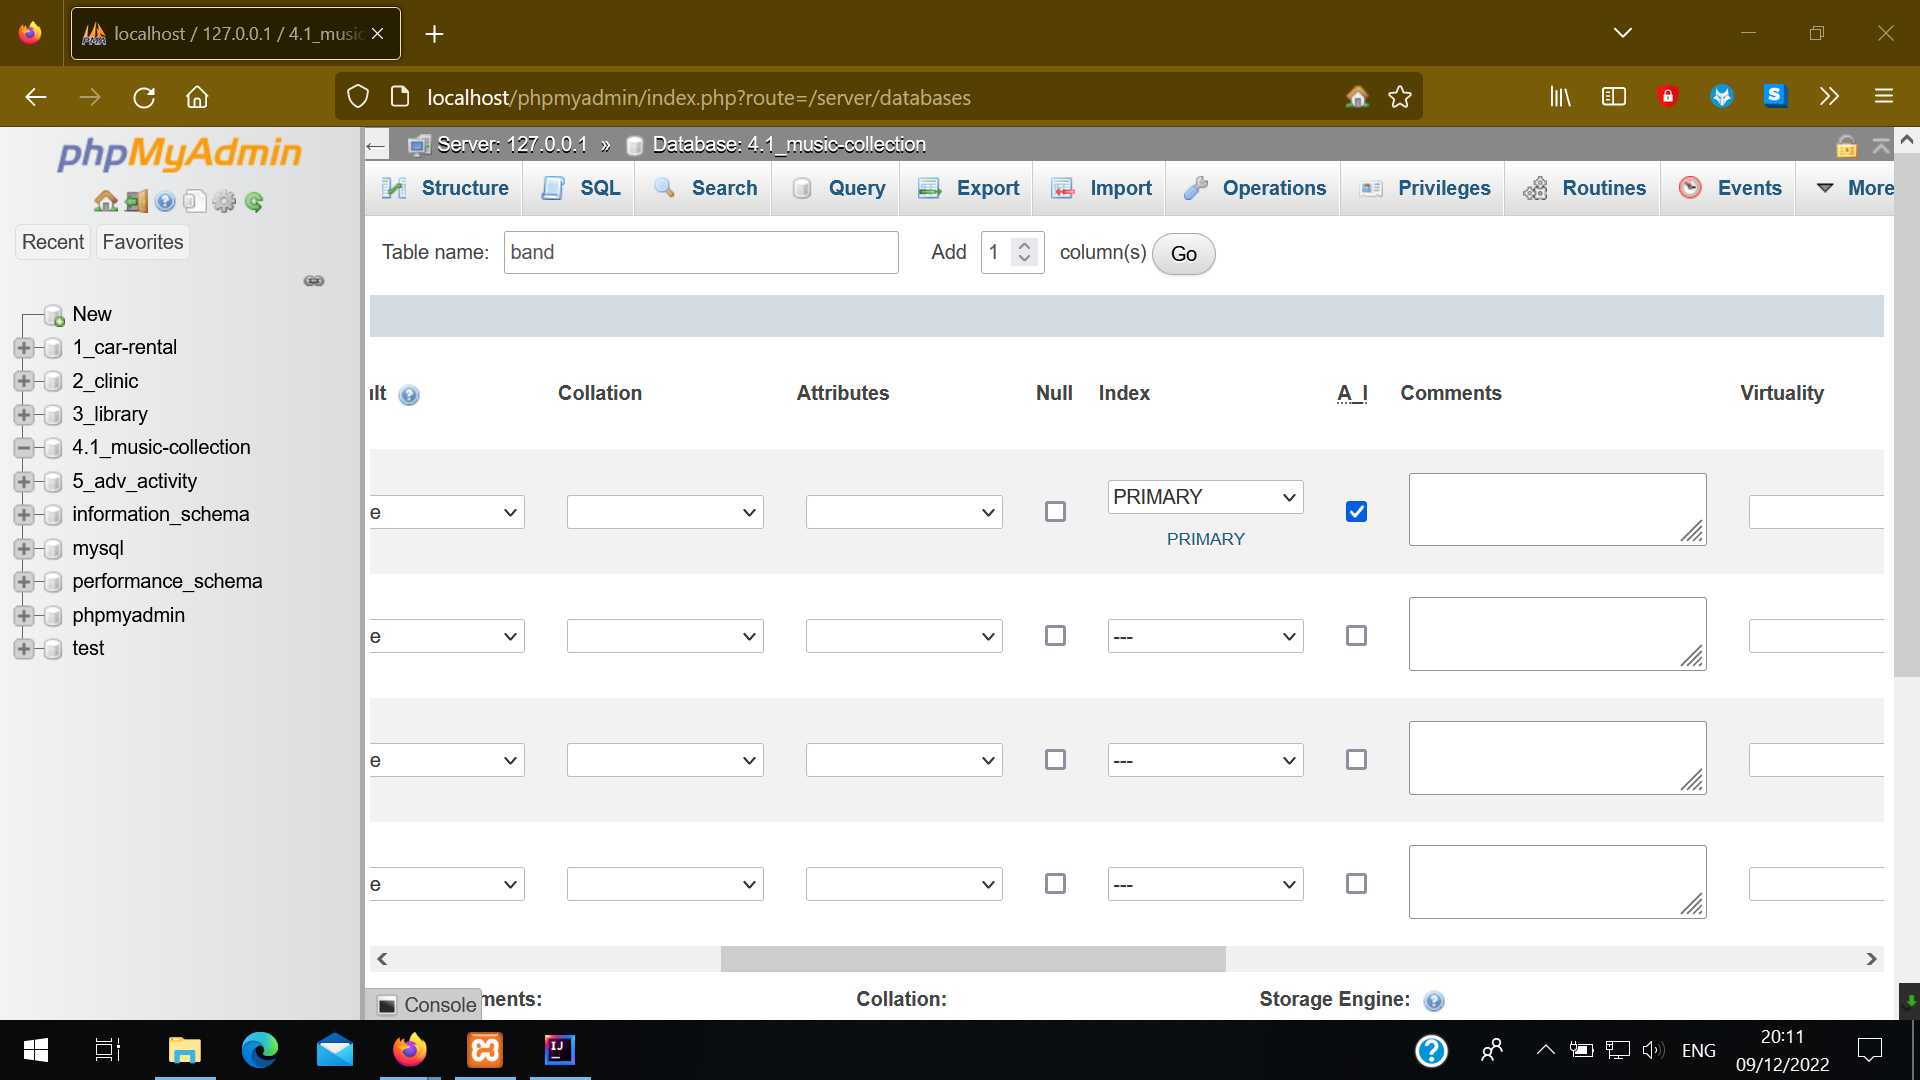 localhost / 127.0.0.1 / 4.1_music
localhost/phpmyadmin/index.php?route=/server/databases
phpMyAdmin
Recent
Favorites
New
1_car-rental
2_clinic
3_library
4.1_music-collection
5_adv_activity
information_schema
mysql
performance_schema
phpmyadmin
test
Server: 127.0.0.1 » Database: 4.1_music-collection
Structure SQL Search Query Export Import Operations Privileges Routines Events More
Table name: band Add 1 column(s) Go
ult Collation Attributes Null Index A_I Comments Virtuality
e PRIMARY
PRIMARY
e ---
e ---
e ---
Console
ments: Collation: Storage Engine:
ENG
20:11
09/12/2022